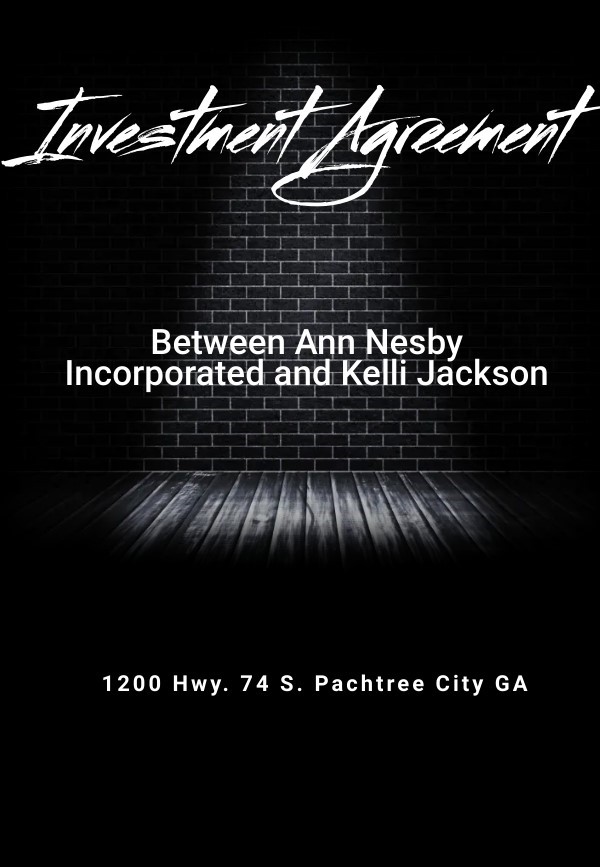 Investment Agreement
Between Ann Nesby
Incorporated and Kelli Jackson
1200 Hwy. 74 S. Pachtree City GA